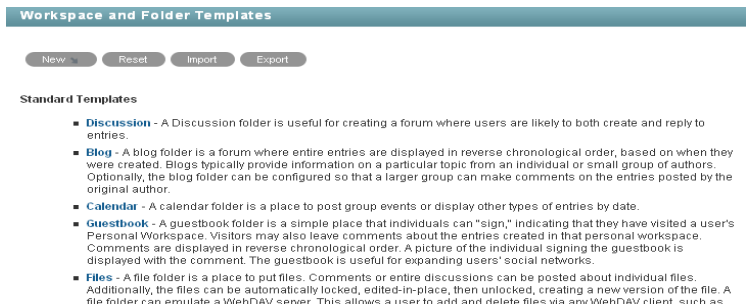 Workspace and Folder Templates
New Reset Import Export
Standard Templates
▪ Discussion - A Discussion folder is useful for creating a forum where users are likely to both create and reply to
entries.
▪ Blog - A blog folder is a forum where entire entries are displayed in reverse chronological order, based on when they
were created. Blogs typically provide information on a particular topic from an individual or small group of authors.
Optionally, the blog folder can be configured so that a larger group can make comments on the entries posted by the
original author.
▪ Calendar - A calendar folder is a place to post group events or display other types of entries by date.
▪ Guestbook - A guestbook folder is a simple place that individuals can "sign," indicating that they have visited a user's
Personal Workspace. Visitors may also leave comments about the entries created in that personal workspace.
Comments are displayed in reverse chronological order. A picture of the individual signing the guestbook is
displayed with the comment. The guestbook is useful for expanding users' social networks.
▪ Files - A file folder is a place to put files. Comments or entire discussions can be posted about individual files.
Additionally, the files can be automatically locked, edited-in-place, then unlocked, creating a new version of the file. A
file folder can emulate a WebDAV server. This allows a user to add and delete files via any WebDAV client, such as